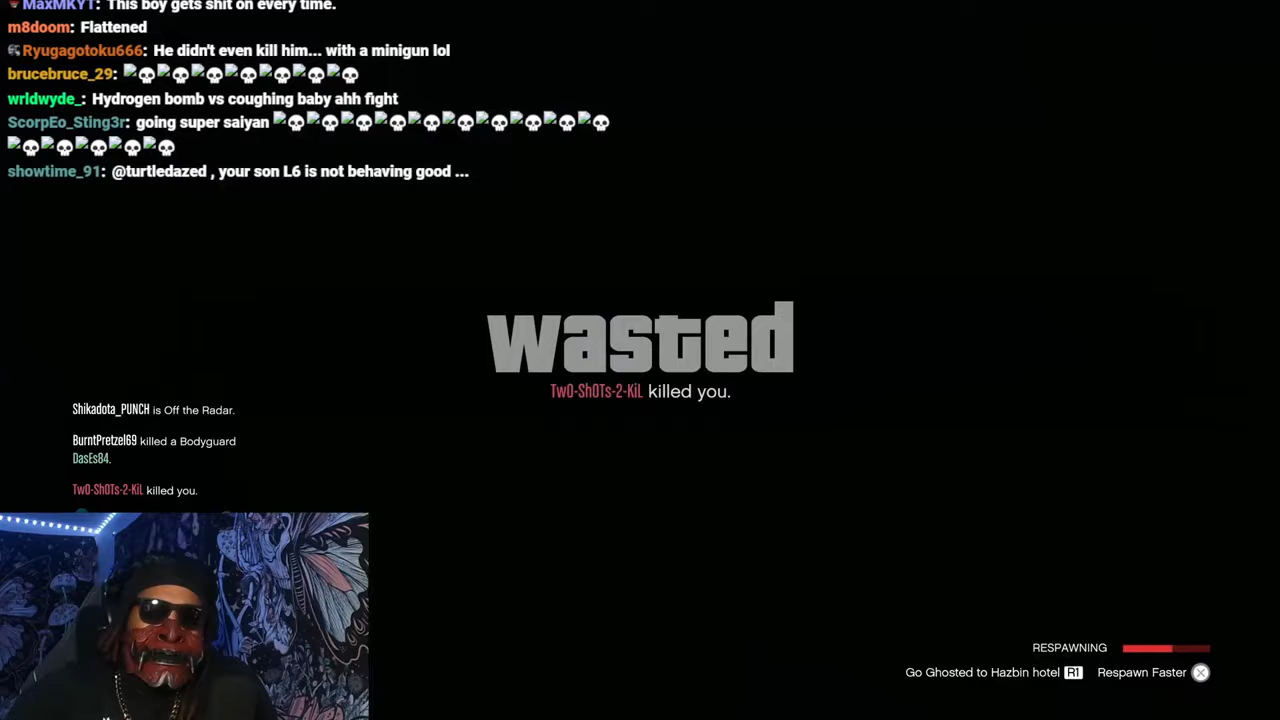 MaxMKYT: This boy gets shit on every time.
m8doom: Flattened
Ryugagotoku666: He didn't even kill him... with a minigun lol
brucebruce_29:
wrldwyde_: Hydrogen bomb vs coughing baby ahh fight
ScorpEo_Sting3r: going super saiyan
showtime_91: @turtledazed , your son L6 is not behaving good ...
wasted
Tw0-Sh0Ts-2-KiL killed you.
Shikadota_PUNCH is Off the Radar.
BurntPretzel69 killed a Bodyguard
DasEs84.
Tw0-Sh0Ts-2-KiL killed you.
RESPAWNING
Go Ghosted to Hazbin hotel R1 Respawn Faster